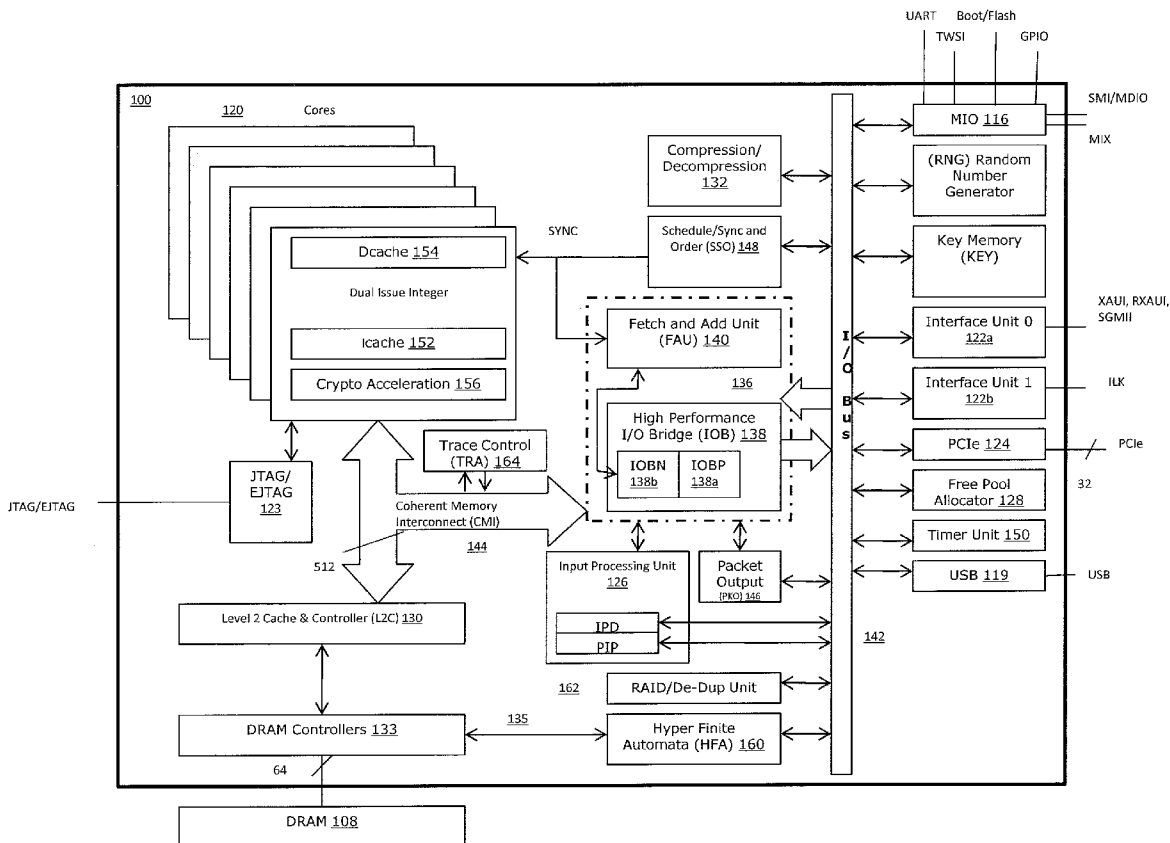 UART
Boot/Flash
TWSI
GPIO
100
120
Cores
SMI/MDIO
MIO 116
MIX
Compression/
Decompression
132
(RNG) Random
Number
Generator
SYNC
Schedule/Sync and
Order (SSO) 148
Key Memory
(KEY)
Dcache 154
Dual Issue Integer
Icache 152
Crypto Acceleration 156
Fetch and Add Unit
(FAU) 140
136
High Performance
I/O Bridge (IOB) 138
IOBN
138b
IOBP
138a
I/O Bus
XAUI, RXAUI,
SGMII
Interface Unit 0
122a
Interface Unit 1
122b
ILK
PCIe 124
PCIe
32
Free Pool
Allocator 128
Timer Unit 150
USB 119
USB
Trace Control
(TRA) 164
JTAG/
EJTAG
123
JTAG/EJTAG
Coherent Memory
Interconnect (CMI)
144
512
Input Processing Unit
126
IPD
PIP
Packet
Output
(PKO) 146
142
Level 2 Cache & Controller (L2C) 130
162
RAID/De-Dup Unit
135
DRAM Controllers 133
Hyper Finite
Automata (HFA) 160
64
DRAM 108